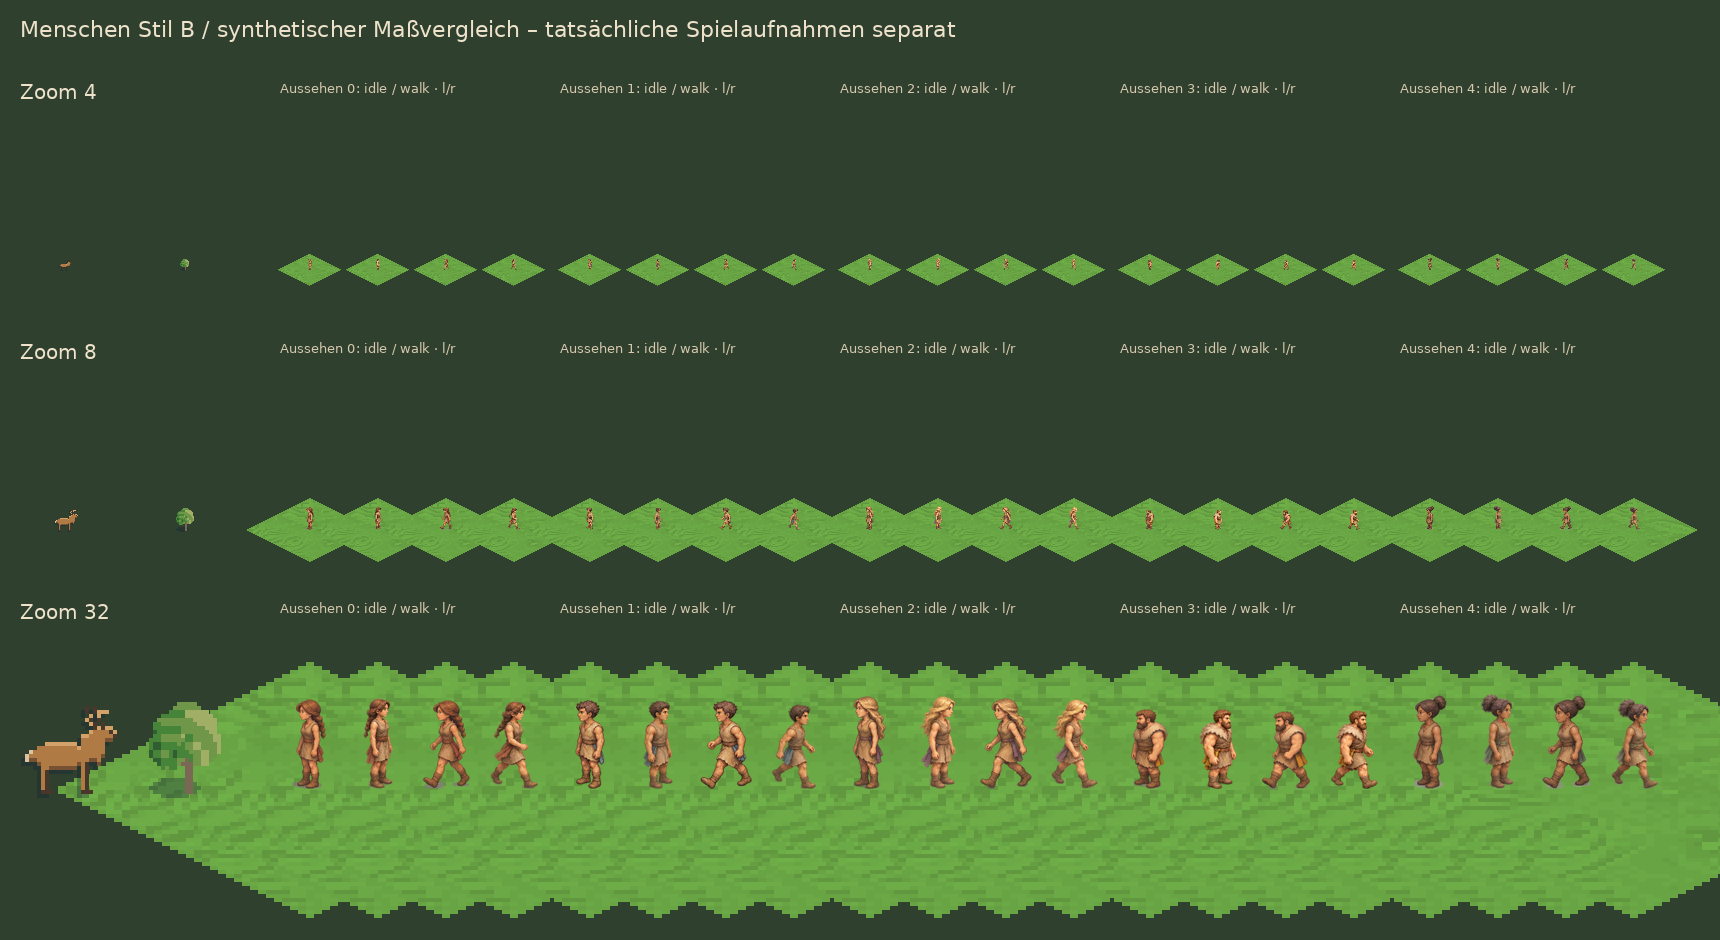 Menschen Stil B / synthetischer Maßvergleich – tatsächliche Spielaufnahmen separat
Zoom 4
Aussehen 0: idle / walk · l/r
Aussehen 1: idle / walk · l/r
Aussehen 2: idle / walk · l/r
Aussehen 3: idle / walk · l/r
Aussehen 4: idle / walk · l/r
Zoom 8
Aussehen 0: idle / walk · l/r
Aussehen 1: idle / walk · l/r
Aussehen 2: idle / walk · l/r
Aussehen 3: idle / walk · l/r
Aussehen 4: idle / walk · l/r
Zoom 32
Aussehen 0: idle / walk · l/r
Aussehen 1: idle / walk · l/r
Aussehen 2: idle / walk · l/r
Aussehen 3: idle / walk · l/r
Aussehen 4: idle / walk · l/r